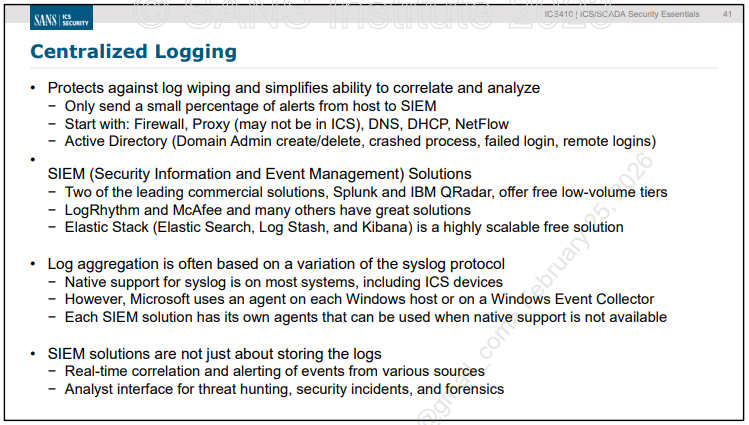 © SANS Institute 2026
SANS ICS SECURITY
ICS410 | ICS/SCADA Security Essentials 41
Centralized Logging
• Protects against log wiping and simplifies ability to correlate and analyze
− Only send a small percentage of alerts from host to SIEM
− Start with: Firewall, Proxy (may not be in ICS), DNS, DHCP, NetFlow
− Active Directory (Domain Admin create/delete, crashed process, failed login, remote logins)
•
SIEM (Security Information and Event Management) Solutions
− Two of the leading commercial solutions, Splunk and IBM QRadar, offer free low-volume tiers
− LogRhythm and McAfee and many others have great solutions
− Elastic Stack (Elastic Search, Log Stash, and Kibana) is a highly scalable free solution
• Log aggregation is often based on a variation of the syslog protocol
− Native support for syslog is on most systems, including ICS devices
− However, Microsoft uses an agent on each Windows host or on a Windows Event Collector
− Each SIEM solution has its own agents that can be used when native support is not available
• SIEM solutions are not just about storing the logs
− Real-time correlation and alerting of events from various sources
− Analyst interface for threat hunting, security incidents, and forensics
@gmail_com February 25, 2026